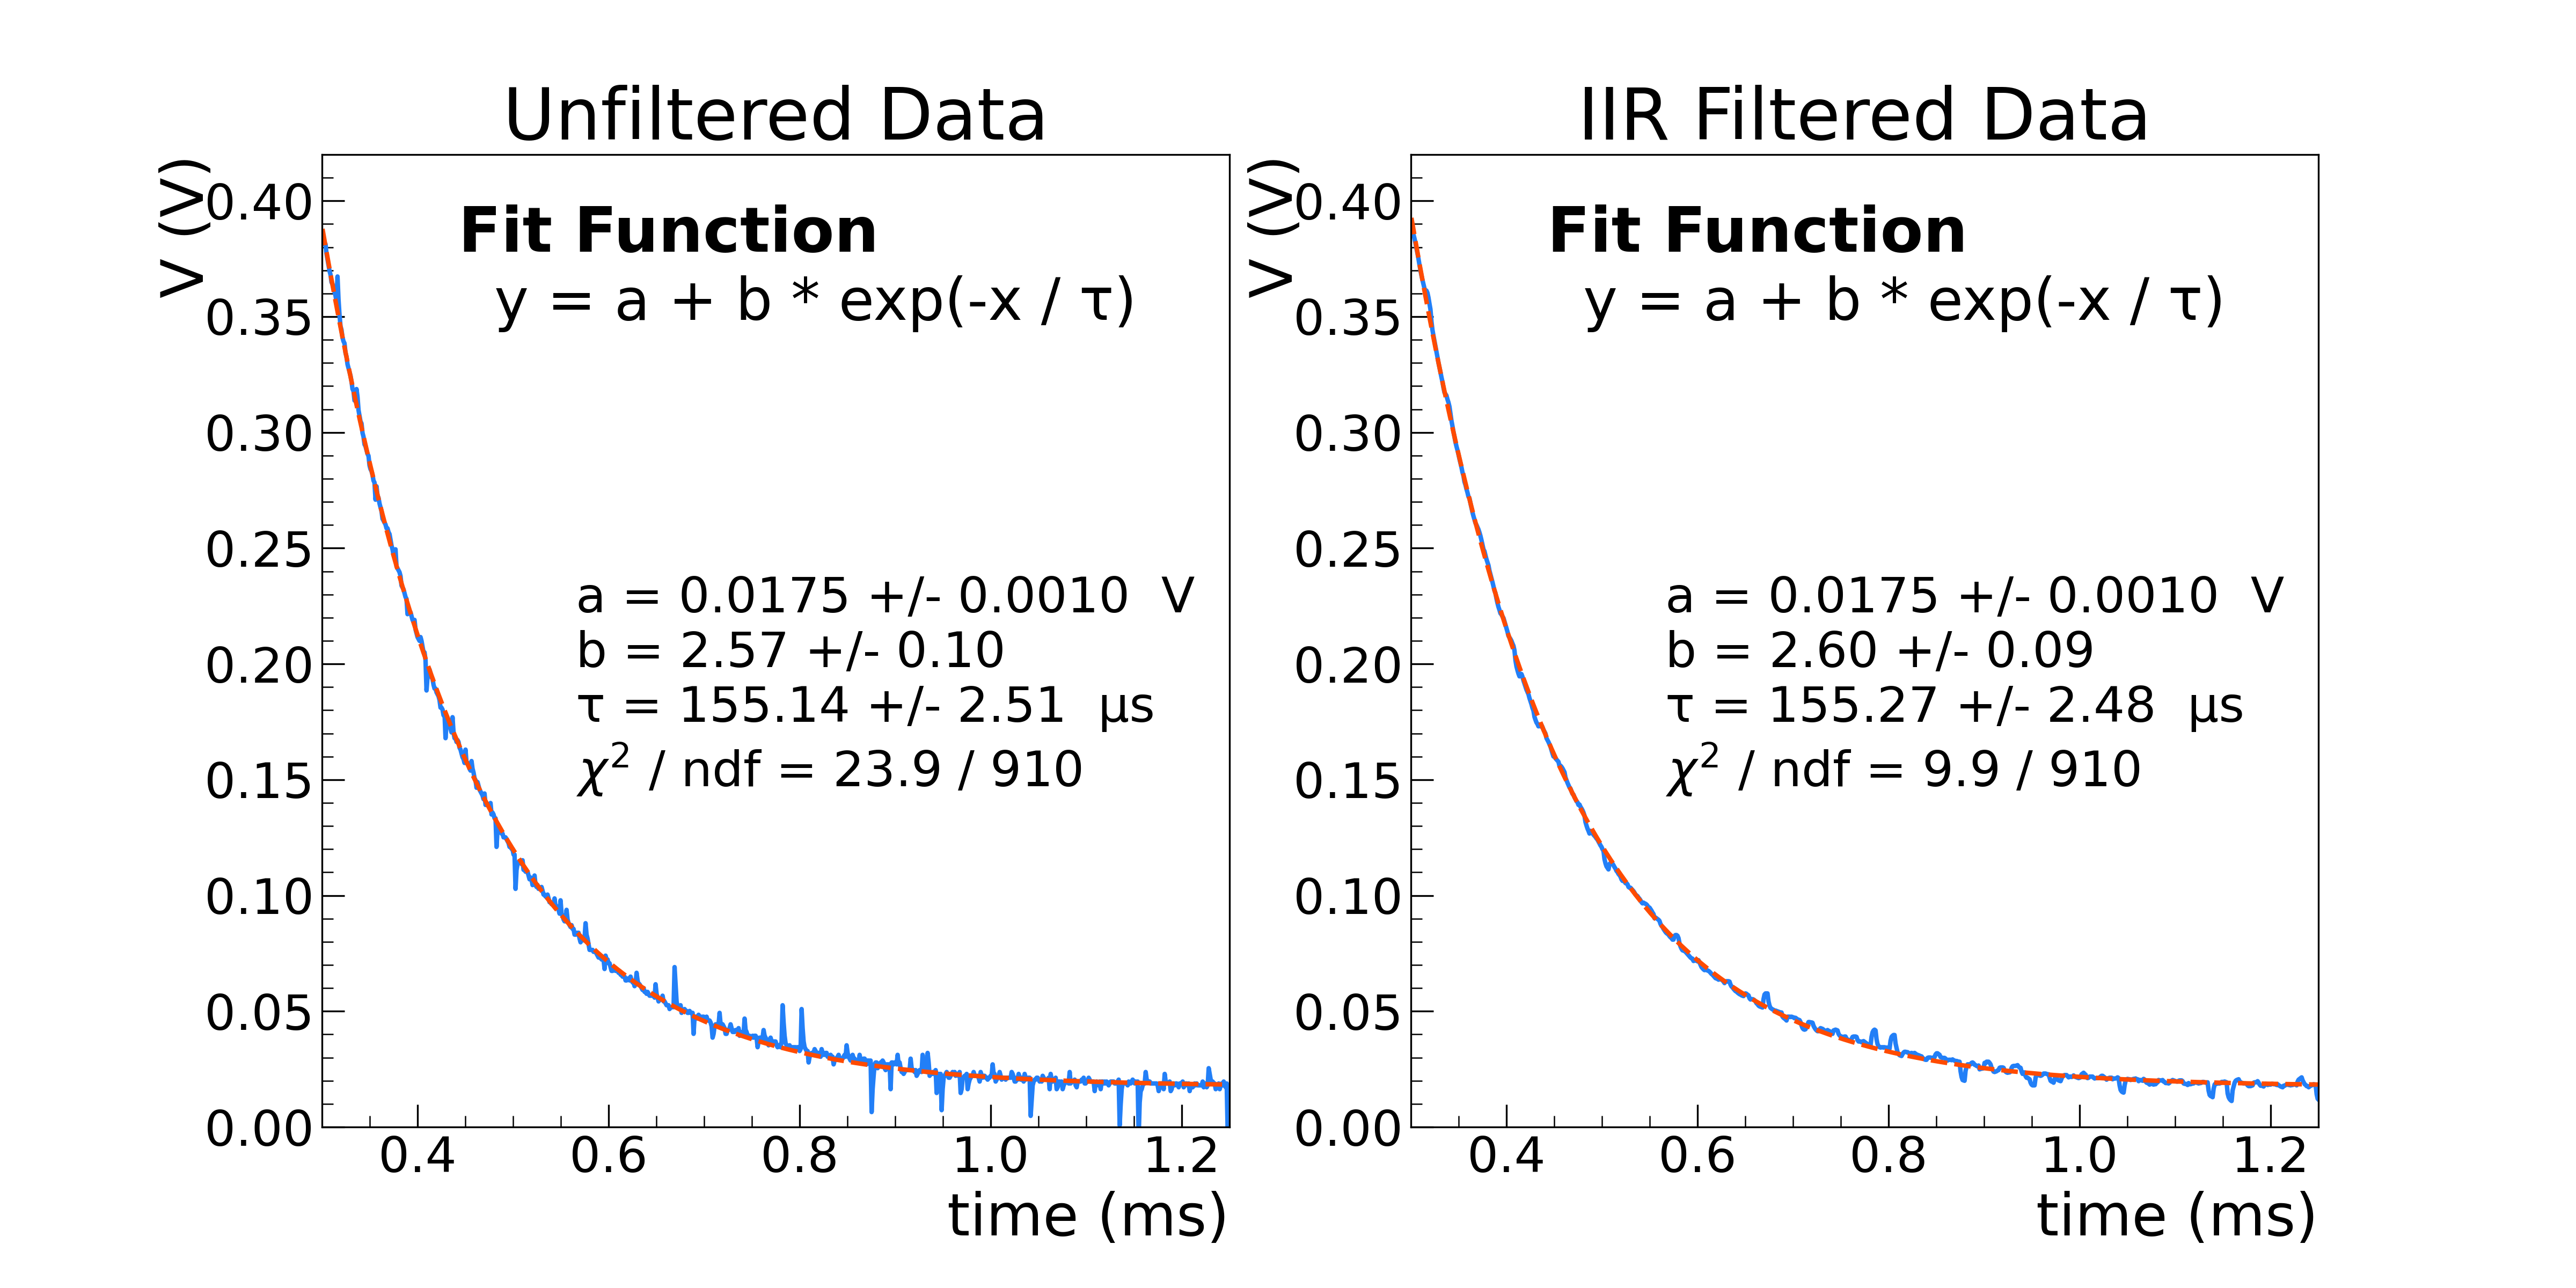 Unfiltered Data
V (V)
0.40
0.35
0.30
0.25
0.20
0.15
0.10
0.05
0.00
Fit Function
y = a + b * exp(-x / τ)
a = 0.0175 +/- 0.0010 V
b = 2.57 +/- 0.10
τ = 155.14 +/- 2.51 μs
χ² / ndf = 23.9 / 910
0.4 0.6 0.8 1.0 1.2
time (ms)
IIR Filtered Data
V (V)
0.40
0.35
0.30
0.25
0.20
0.15
0.10
0.05
0.00
Fit Function
y = a + b * exp(-x / τ)
a = 0.0175 +/- 0.0010 V
b = 2.60 +/- 0.09
τ = 155.27 +/- 2.48 μs
χ² / ndf = 9.9 / 910
0.4 0.6 0.8 1.0 1.2
time (ms)